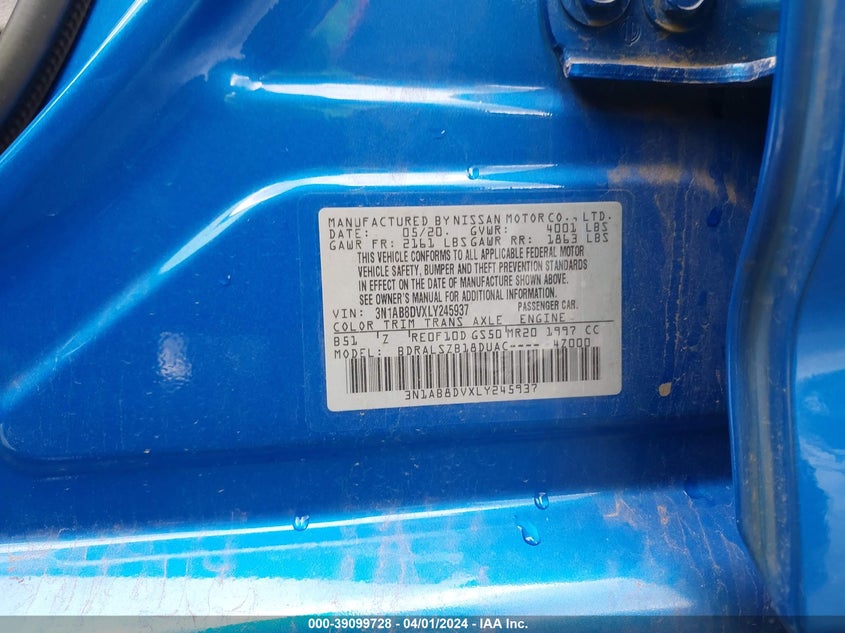 MANUFACTURED BY NISSAN MOTOR CO., LTD.
DATE: 05/20. GVWR: 4001 LBS
GAWR FR: 2161 LBS GAWR RR: 1863 LBS
THIS VEHICLE CONFORMS TO ALL APPLICABLE FEDERAL MOTOR
VEHICLE SAFETY, BUMPER AND THEFT PREVENTION STANDARDS
IN EFFECT ON THE DATE OF MANUFACTURE SHOWN ABOVE.
SEE OWNER'S MANUAL FOR ADDITIONAL INFORMATION.
VIN: 3N1AB8DVXLY245937 PASSENGER CAR.
COLOR TRIM TRANS AXLE ENGINE
B51 Z RE0F10D GS50 MR20 1997 CC
MODEL: BDRALSZB18DUAC---- 4Z000
3N1AB8DVXLY245937
000-39099728 - 04/01/2024 - IAAI.COM